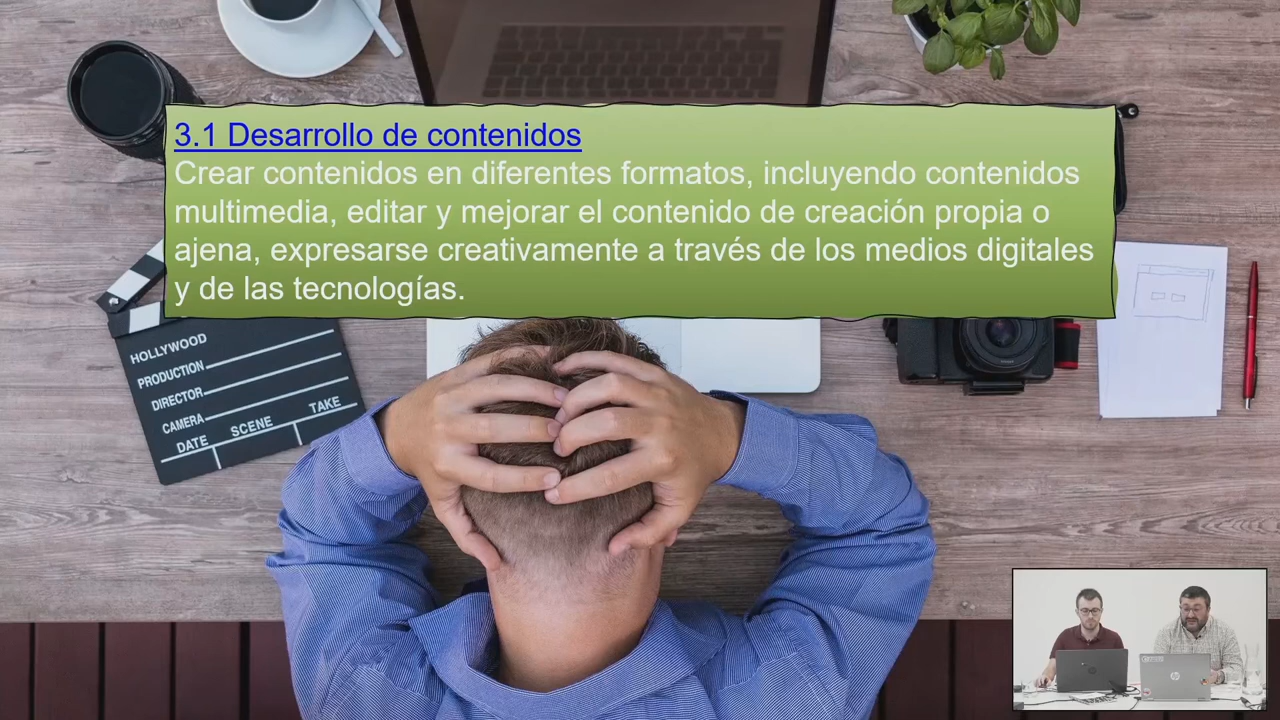 3.1 Desarrollo de contenidos
Crear contenidos en diferentes formatos, incluyendo contenidos
multimedia, editar y mejorar el contenido de creación propia o
ajena, expresarse creativamente a través de los medios digitales
y de las tecnologías.
HOLLYWOOD
PRODUCTION
DIRECTOR
CAMERA
DATE SCENE TAKE
hp